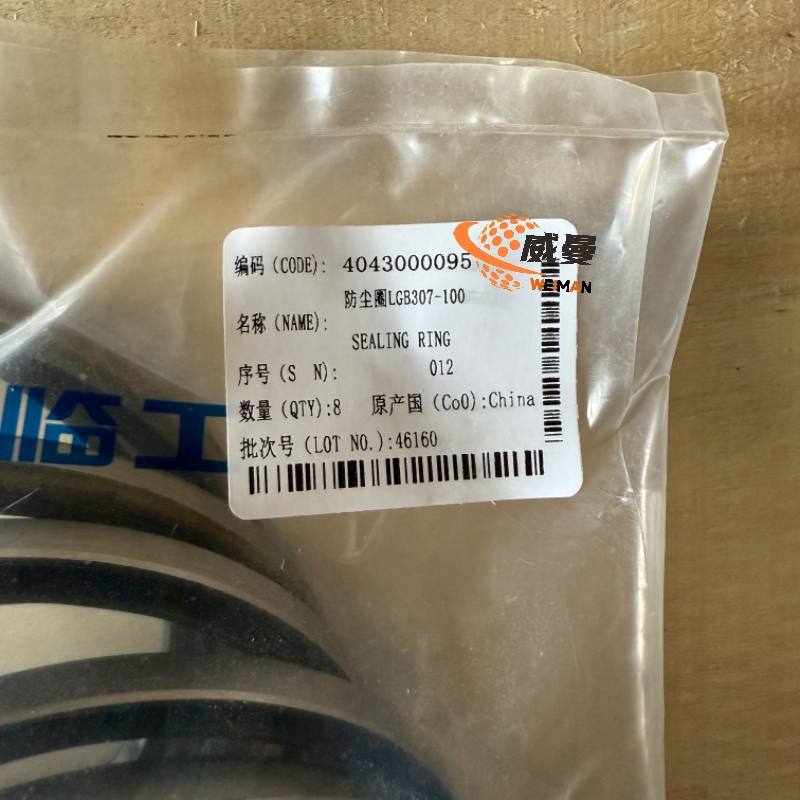 威曼
WEMAN
编码(CODE): 4043000095
防尘圈LGB307-100
名称(NAME):
SEALING RING
序号(S N): 012
数量(QTY):8 原产国(CoO):China
批次号(LOT NO.):46160
临工